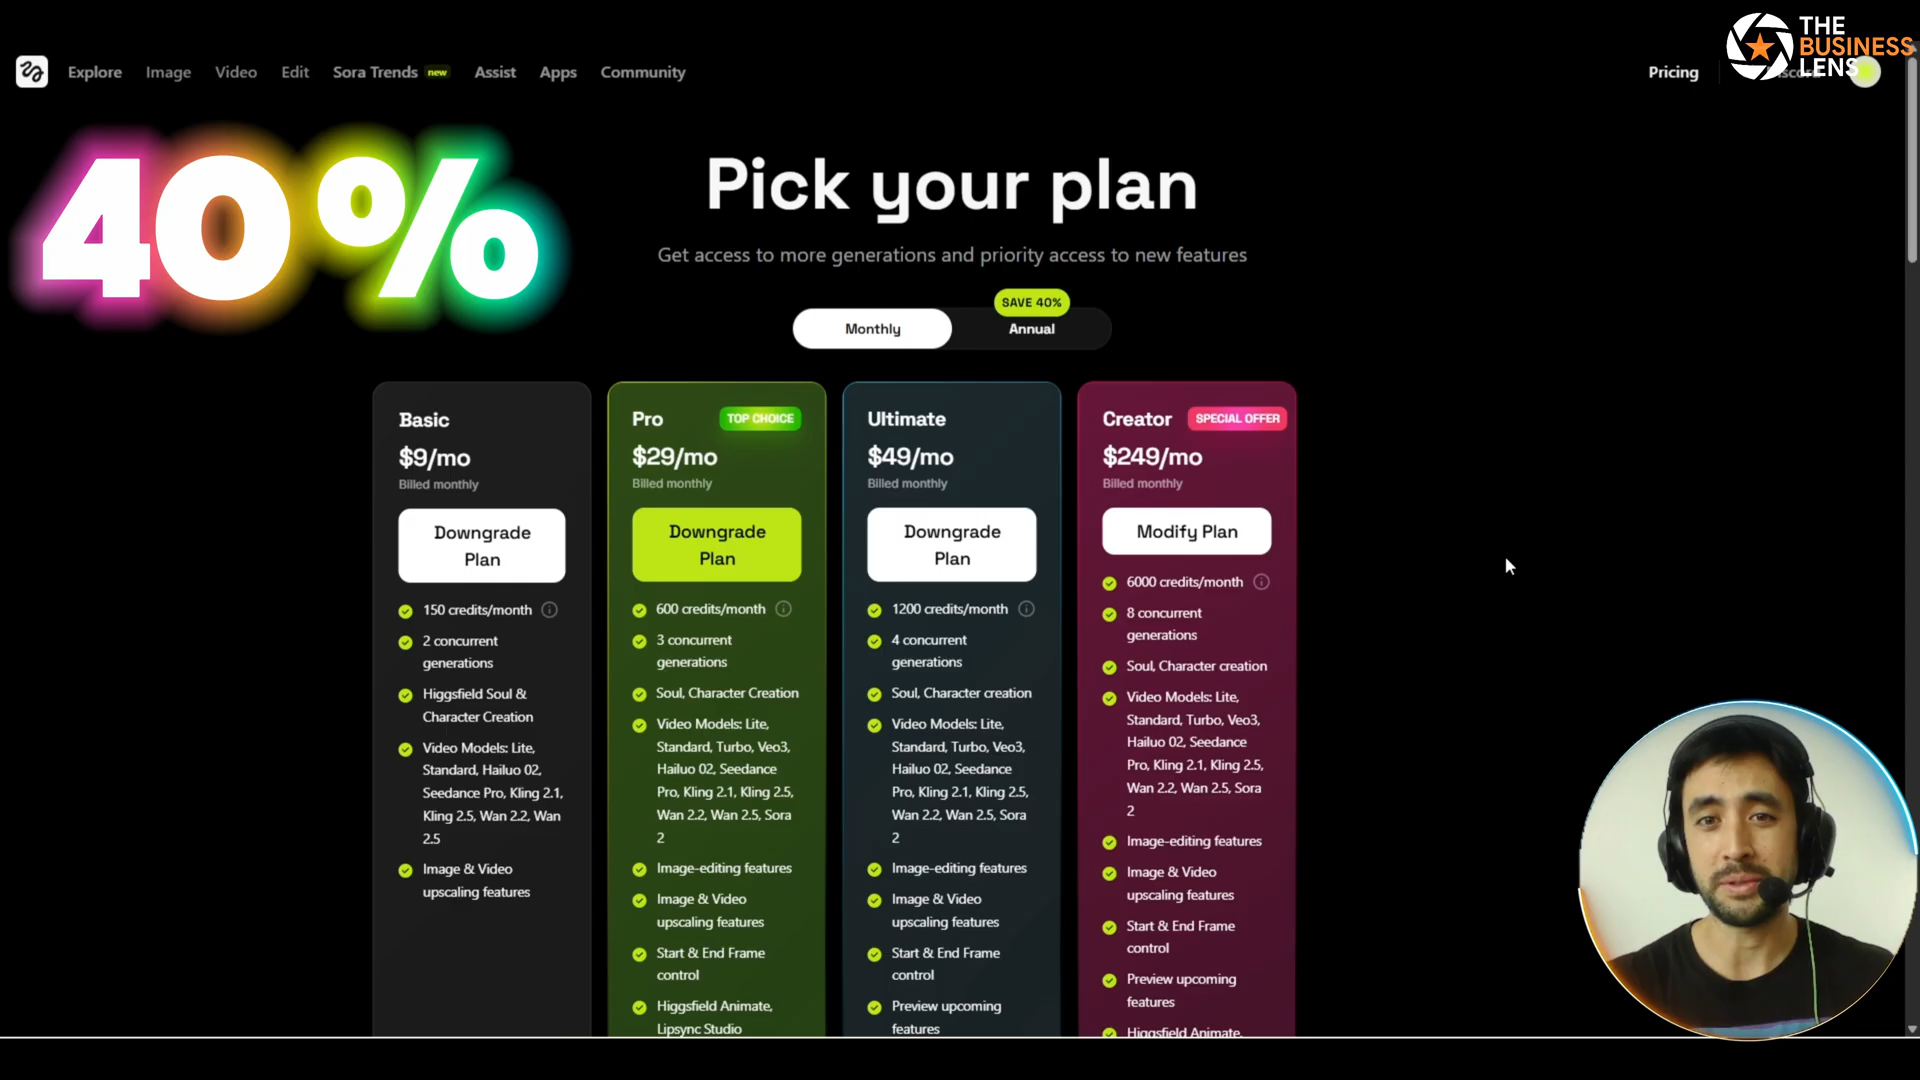 THE
BUSINESS
LENS
Explore Image Video Edit Sora Trends new Assist Apps Community
Pricing
40%
Pick your plan
Get access to more generations and priority access to new features
SAVE 40%
Monthly
Annual
Basic
$9/mo
Billed monthly
Downgrade
Plan
150 credits/month
2 concurrent
generations
Higgsfield Soul &
Character Creation
Video Models: Lite,
Standard, Hailuo 02,
Seedance Pro, Kling 2.1,
Kling 2.5, Wan 2.2, Wan
2.5
Image & Video
upscaling features
Pro
TOP CHOICE
$29/mo
Billed monthly
Downgrade
Plan
600 credits/month
3 concurrent
generations
Soul, Character Creation
Video Models: Lite,
Standard, Turbo, Veo3,
Hailuo 02, Seedance
Pro, Kling 2.1, Kling 2.5,
Wan 2.2, Wan 2.5, Sora
2
Image-editing features
Image & Video
upscaling features
Start & End Frame
control
Higgsfield Animate,
Lipsync Studio
Ultimate
$49/mo
Billed monthly
Downgrade
Plan
1200 credits/month
4 concurrent
generations
Soul, Character creation
Video Models: Lite,
Standard, Turbo, Veo3,
Hailuo 02, Seedance
Pro, Kling 2.1, Kling 2.5,
Wan 2.2, Wan 2.5, Sora
2
Image-editing features
Image & Video
upscaling features
Start & End Frame
control
Preview upcoming
features
Creator
SPECIAL OFFER
$249/mo
Billed monthly
Modify Plan
6000 credits/month
8 concurrent
generations
Soul, Character creation
Video Models: Lite,
Standard, Turbo, Veo3,
Hailuo 02, Seedance
Pro, Kling 2.1, Kling 2.5,
Wan 2.2, Wan 2.5, Sora
2
Image-editing features
Image & Video
upscaling features
Start & End Frame
control
Preview upcoming
features
Higgsfield Animate,